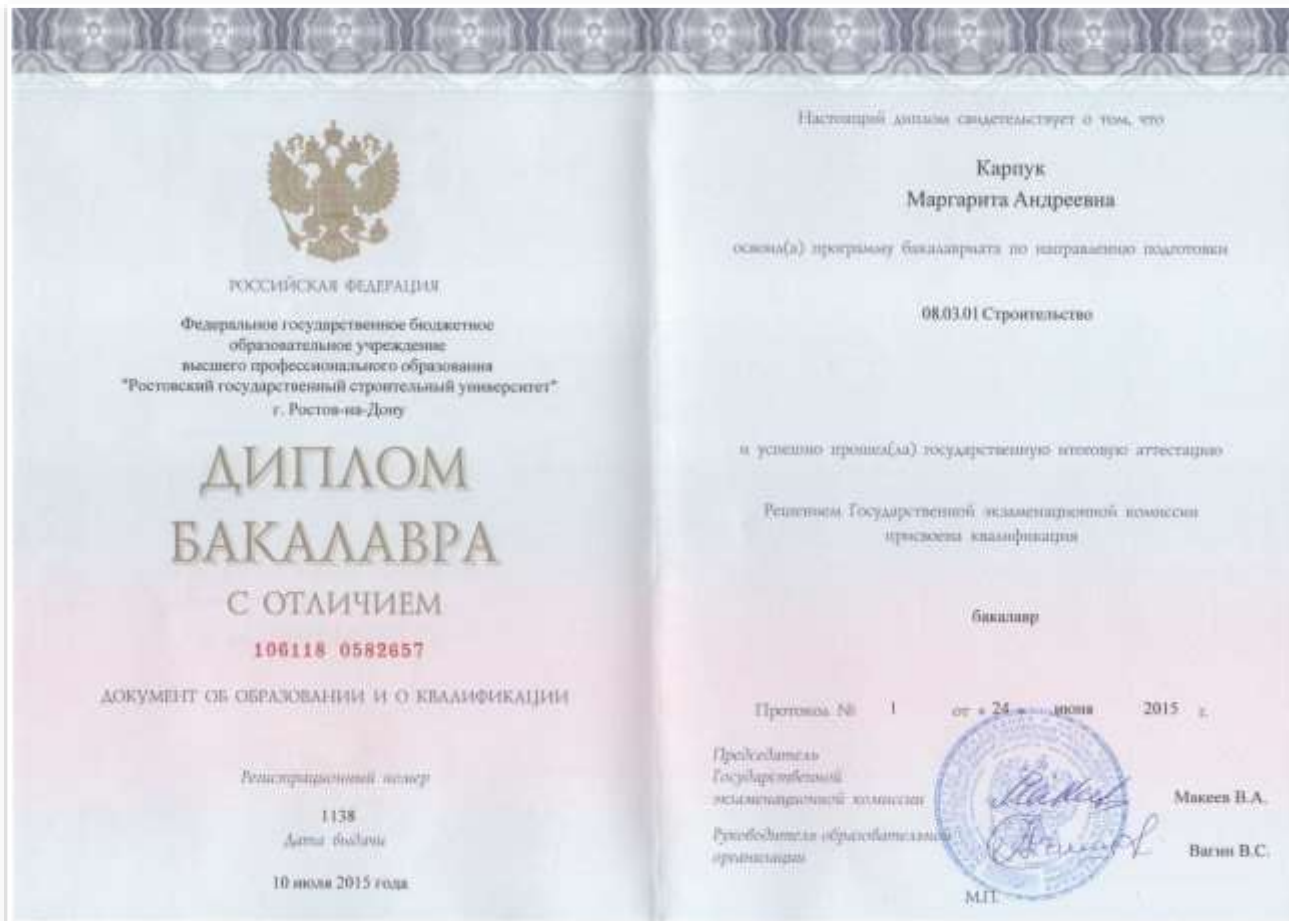 РОССИЙСКАЯ ФЕДЕРАЦИЯ
Федеральное государственное бюджетное
образовательное учреждение
высшего профессионального образования
"Ростовский государственный строительный университет"
г. Ростов-на-Дону
ДИПЛОМ
БАКАЛАВРА
С ОТЛИЧИЕМ
106118 0582657
ДОКУМЕНТ ОБ ОБРАЗОВАНИИ И О КВАЛИФИКАЦИИ
Регистрационный номер
1138
Дата выдачи
10 июля 2015 года
Настоящий диплом свидетельствует о том, что
Карпук
Маргарита Андреевна
освоил(а) программу бакалавриата по направлению подготовки
08.03.01 Строительство
и успешно прошел(ла) государственную итоговую аттестацию
Решением Государственной экзаменационной комиссии
присвоена квалификация
бакалавр
Протокол № 1 от « 24 » июня 2015 г.
Председатель
Государственной
экзаменационной комиссии
Макеев В.А.
Руководитель образовательной
организации
Вагин В.С.
М.П.